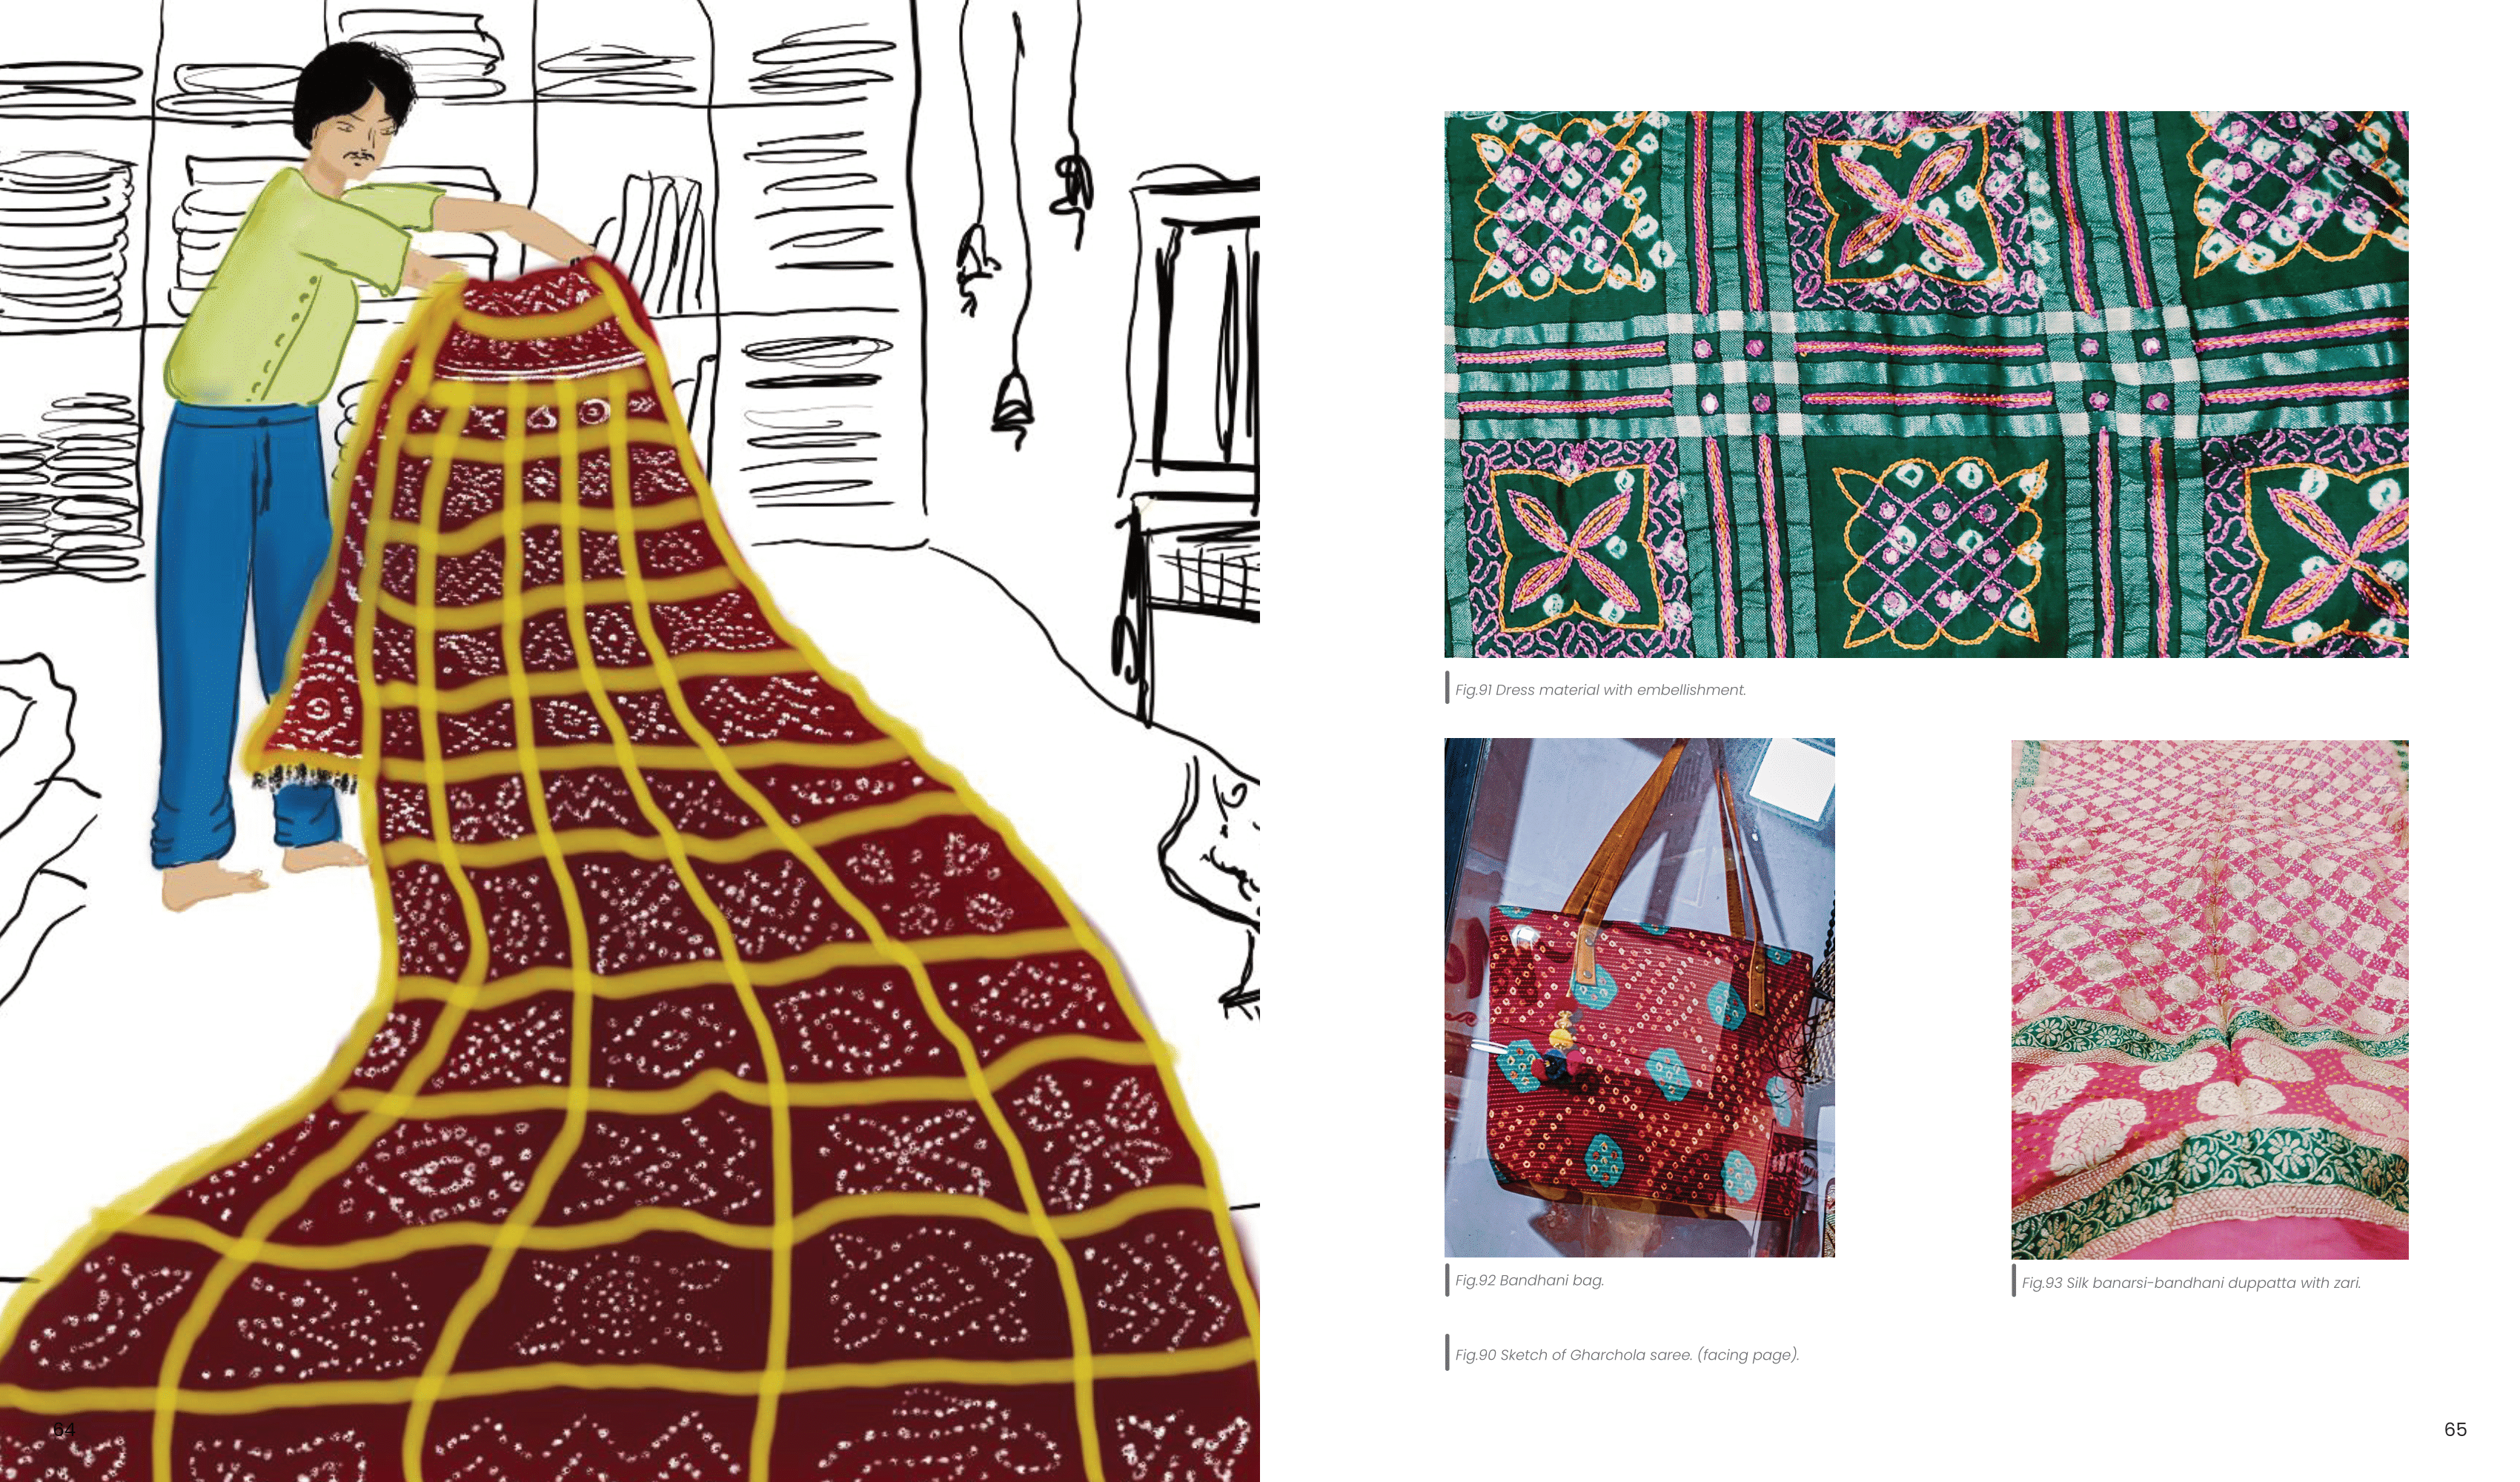 Fig.91 Dress material with embellishment.
Fig.92 Bandhani bag.
Fig.93 Silk banarsi-bandhani duppatta with zari.
Fig.90 Sketch of Gharchola saree. (facing page).
64
65